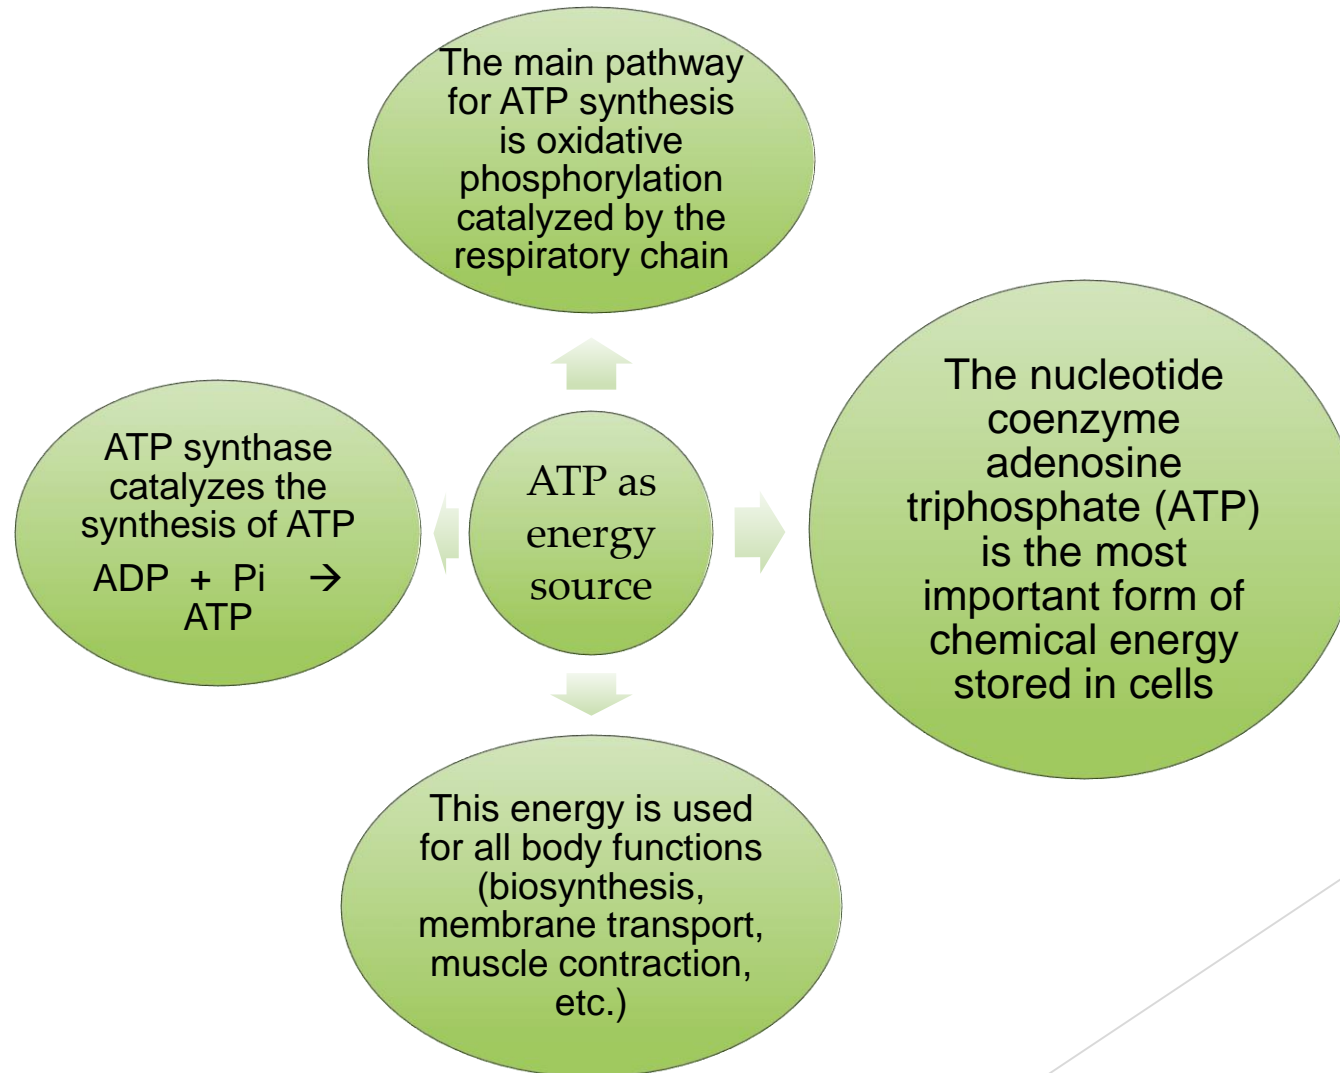 The main pathway
for ATP synthesis
is oxidative
phosphorylation
catalyzed by the
respiratory chain
ATP synthase
catalyzes the
synthesis of ATP
ADP + Pi →
ATP
ATP as
energy
source
The nucleotide
coenzyme
adenosine
triphosphate (ATP)
is the most
important form of
chemical energy
stored in cells
This energy is used
for all body functions
(biosynthesis,
membrane transport,
muscle contraction,
etc.)